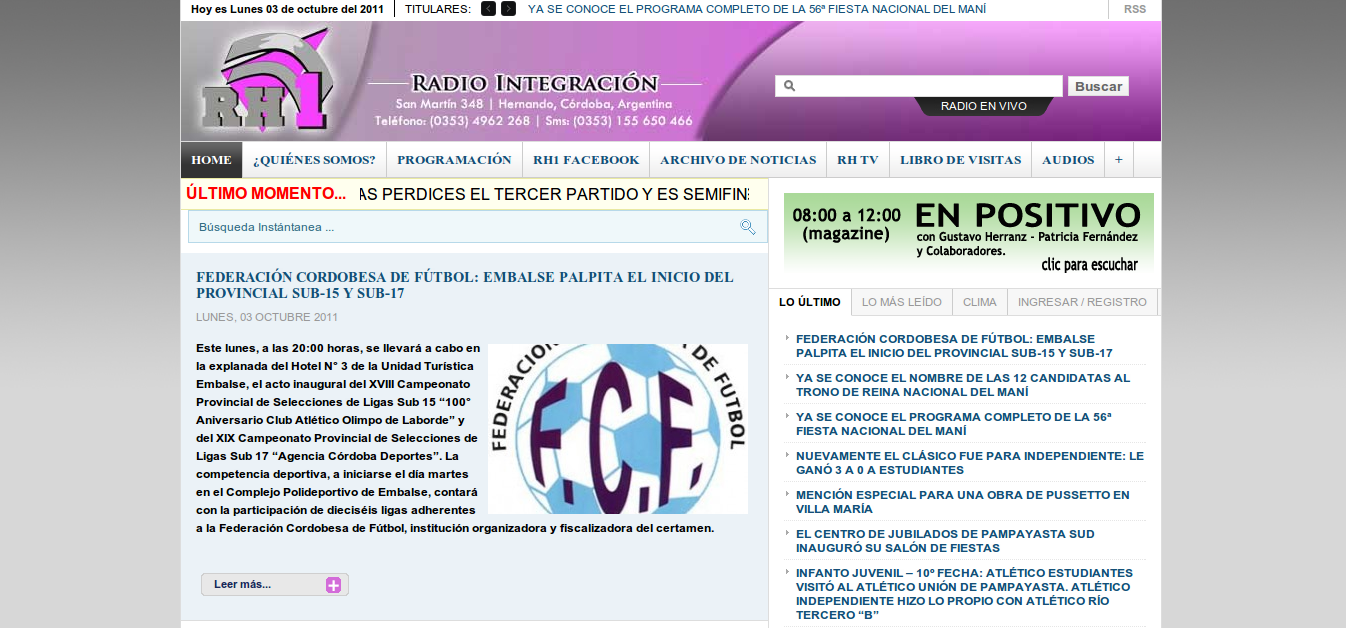 Hoy es Lunes 03 de octubre del 2011
TITULARES:
YA SE CONOCE EL PROGRAMA COMPLETO DE LA 56ª FIESTA NACIONAL DEL MANÍ
RSS
RH1
RADIO INTEGRACIÓN
San Martín 348 | Hernando, Córdoba, Argentina
Teléfono: (0353) 4962 268 | Sms: (0353) 155 650 466
Buscar
RADIO EN VIVO
HOME
¿QUIÉNES SOMOS?
PROGRAMACIÓN
RH1 FACEBOOK
ARCHIVO DE NOTICIAS
RH TV
LIBRO DE VISITAS
AUDIOS
+
ÚLTIMO MOMENTO...
AS PERDICES EL TERCER PARTIDO Y ES SEMIFIN
Búsqueda Instántanea ...
FEDERACIÓN CORDOBESA DE FÚTBOL: EMBALSE PALPITA EL INICIO DEL
PROVINCIAL SUB-15 Y SUB-17
LUNES, 03 OCTUBRE 2011
Este lunes, a las 20:00 horas, se llevará a cabo en
la explanada del Hotel N° 3 de la Unidad Turística
Embalse, el acto inaugural del XVIII Campeonato
Provincial de Selecciones de Ligas Sub 15 “100°
Aniversario Club Atlético Olimpo de Laborde” y
del XIX Campeonato Provincial de Selecciones de
Ligas Sub 17 “Agencia Córdoba Deportes”. La
competencia deportiva, a iniciarse el día martes
en el Complejo Polideportivo de Embalse, contará
con la participación de dieciséis ligas adherentes
a la Federación Cordobesa de Fútbol, institución organizadora y fiscalizadora del certamen.
FEDERACION
DE FUTBOL
F.C.F.
Leer más...
08:00 a 12:00
(magazine)
EN POSITIVO
con Gustavo Herranz - Patricia Fernández
y Colaboradores.
clic para escuchar
LO ÚLTIMO
LO MÁS LEÍDO
CLIMA
INGRESAR / REGISTRO
FEDERACIÓN CORDOBESA DE FÚTBOL: EMBALSE
PALPITA EL INICIO DEL PROVINCIAL SUB-15 Y SUB-17
YA SE CONOCE EL NOMBRE DE LAS 12 CANDIDATAS AL
TRONO DE REINA NACIONAL DEL MANÍ
YA SE CONOCE EL PROGRAMA COMPLETO DE LA 56ª
FIESTA NACIONAL DEL MANÍ
NUEVAMENTE EL CLÁSICO FUE PARA INDEPENDIENTE: LE
GANÓ 3 A 0 A ESTUDIANTES
MENCIÓN ESPECIAL PARA UNA OBRA DE PUSSETTO EN
VILLA MARÍA
EL CENTRO DE JUBILADOS DE PAMPAYASTA SUD
INAUGURÓ SU SALÓN DE FIESTAS
INFANTO JUVENIL – 10º FECHA: ATLÉTICO ESTUDIANTES
VISITÓ AL ATLÉTICO UNIÓN DE PAMPAYASTA. ATLÉTICO
INDEPENDIENTE HIZO LO PROPIO CON ATLÉTICO RÍO
TERCERO “B”